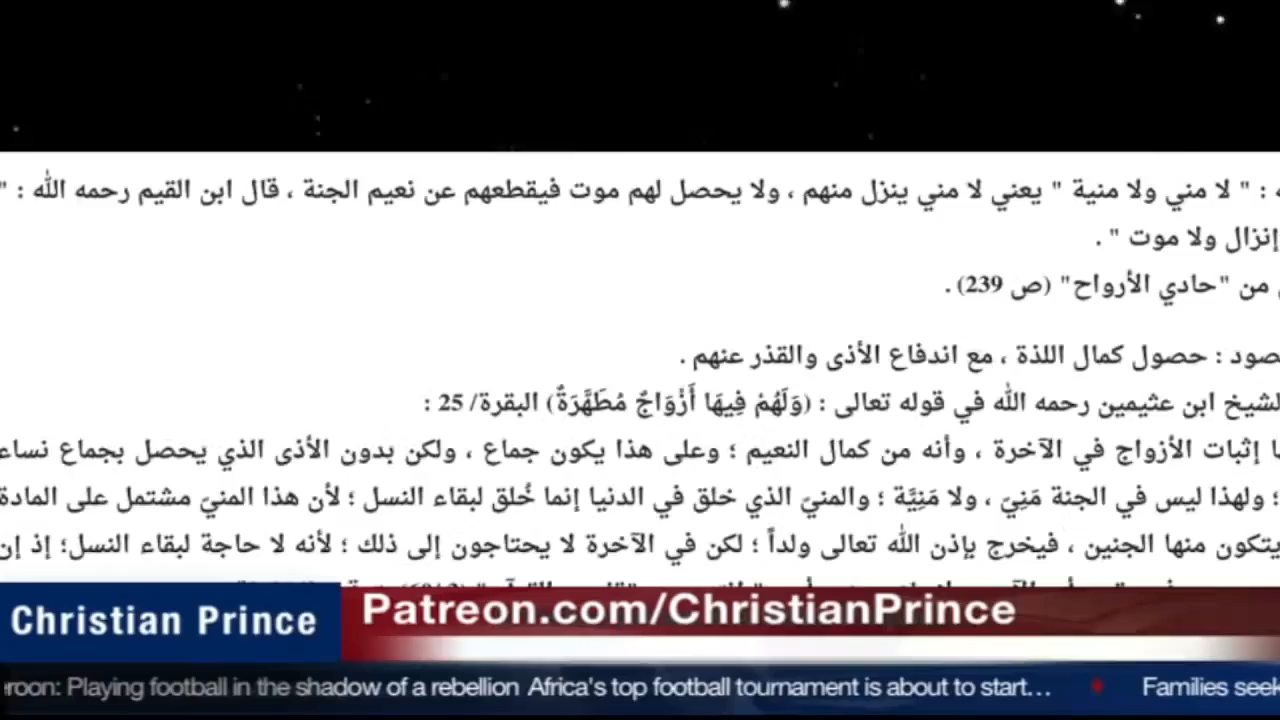 : " لا مني ولا منية " يعني لا مني ينزل منهم ، ولا يحصل لهم موت فيقطعهم عن نعيم الجنة ، قال ابن القيم رحمه الله : "
إنزال ولا موت " .
من "حادي الأرواح" (ص 239) .
: حصول كمال اللذة ، مع اندفاع الأذى والقذر عنهم .
الشيخ ابن عثيمين رحمه الله في قوله تعالى : (وَلَهُمْ فِيهَا أَزْوَاجٌ مُطَهَّرَةٌ) البقرة/ 25 :
إثبات الأزواج في الآخرة ، وأنه من كمال النعيم ؛ وعلى هذا يكون جماع ، ولكن بدون الأذى الذي يحصل بجماع نساء
؛ ولهذا ليس في الجنة مَنِيّ ، ولا مَنِيَّة ؛ والمنيّ الذي خلق في الدنيا إنما خُلق لبقاء النسل ؛ لأن هذا المنيّ مشتمل على المادة
يتكون منها الجنين ، فيخرج بإذن الله تعالى ولداً ؛ لكن في الآخرة لا يحتاجون إلى ذلك ؛ لأنه لا حاجة لبقاء النسل؛ إذ إن
Christian Prince
Patreon.com/ChristianPrince
roon: Playing football in the shadow of a rebellion Africa's top football tournament is about to start... Families seek